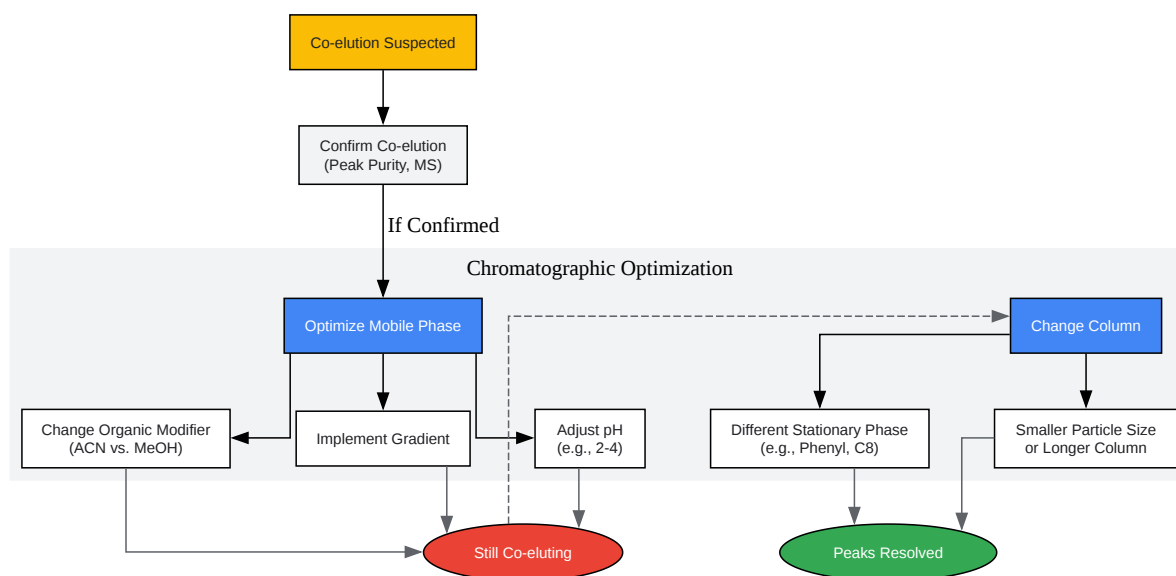 Co-elution Suspected
Confirm Co-elution
(Peak Purity, MS)
If Confirmed
Chromatographic Optimization
Optimize Mobile Phase
Change Column
Change Organic Modifier
(ACN vs. MeOH)
Implement Gradient
Adjust pH
(e.g., 2-4)
Different Stationary Phase
(e.g., Phenyl, C8)
Smaller Particle Size
or Longer Column
Still Co-eluting
Peaks Resolved